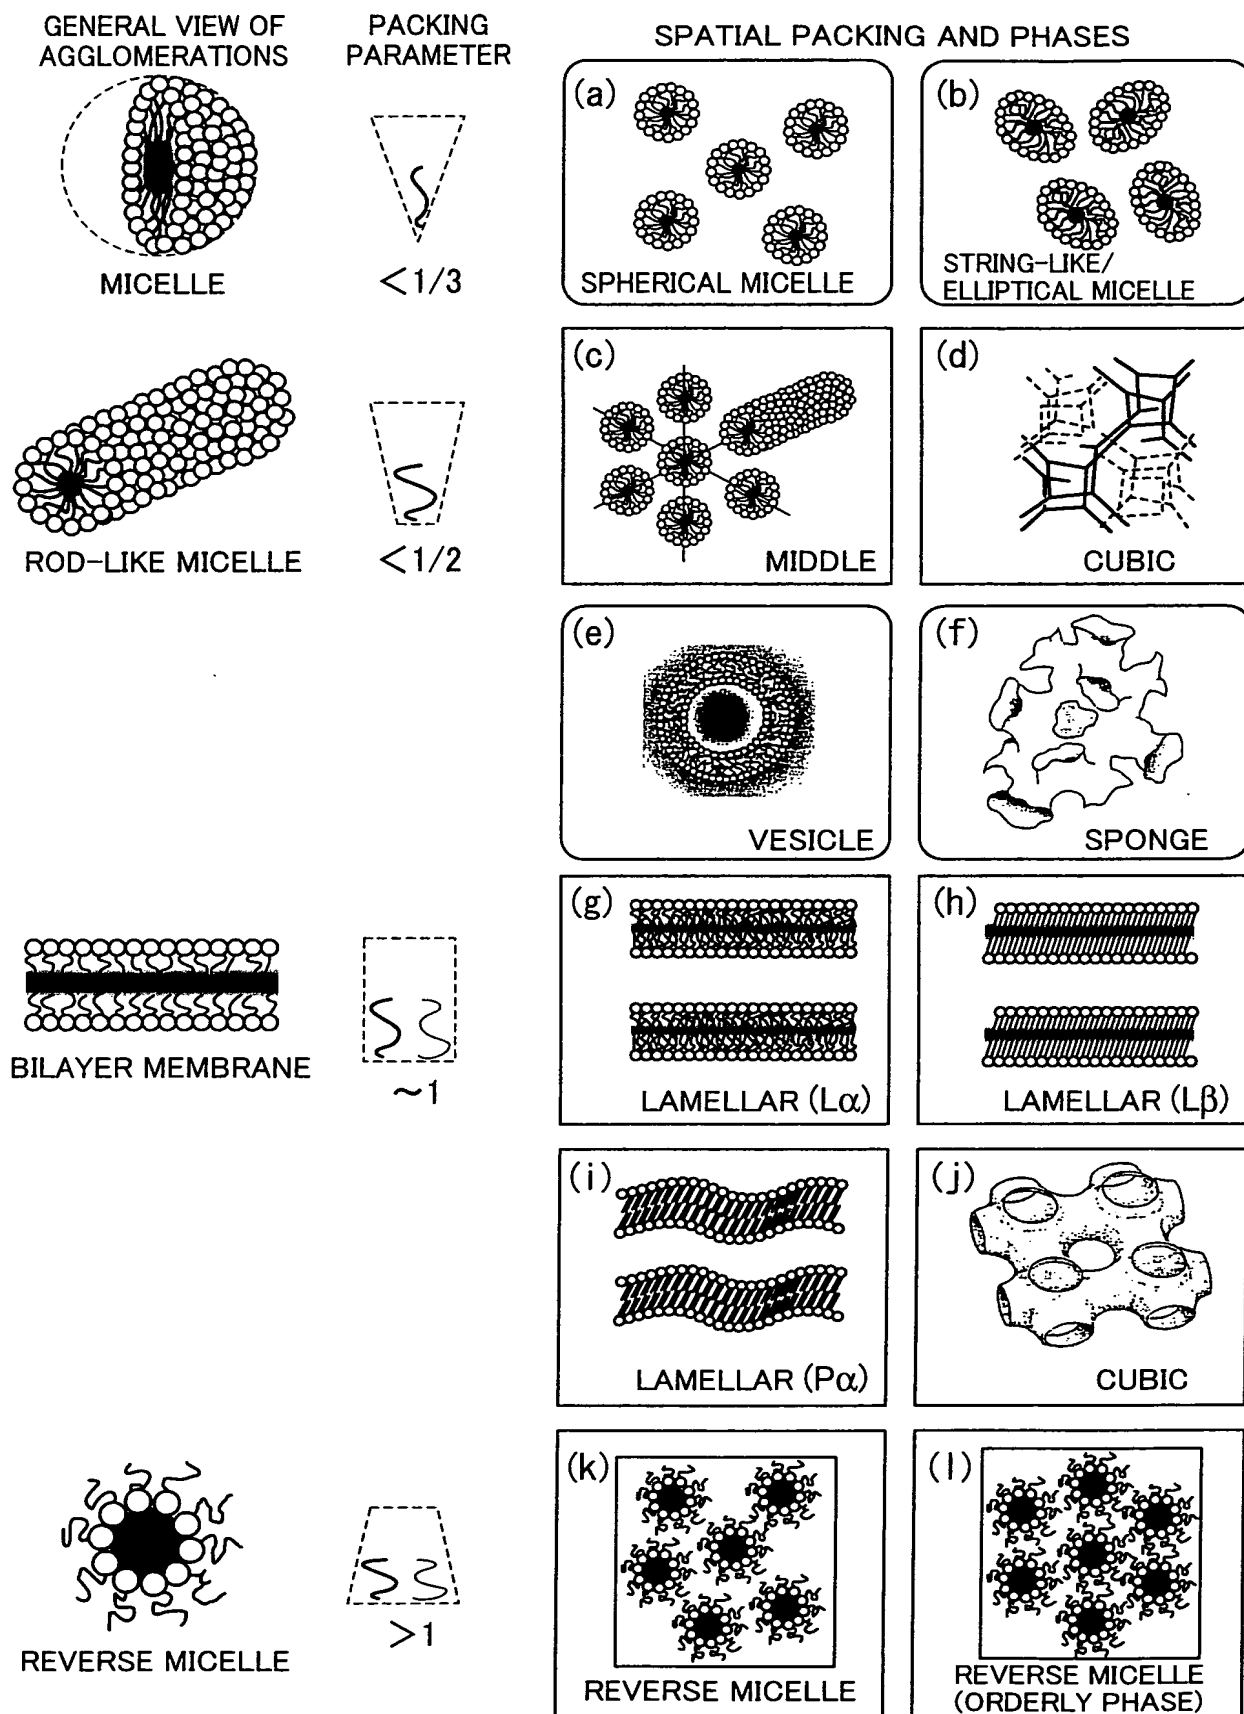 GENERAL VIEW OF
AGGLOMERATIONS
PACKING
PARAMETER
SPATIAL PACKING AND PHASES
MICELLE
<1/3
(a)
SPHERICAL MICELLE
(b)
STRING-LIKE/
ELLIPTICAL MICELLE
ROD-LIKE MICELLE
<1/2
(c)
MIDDLE
(d)
CUBIC
(e)
VESICLE
(f)
SPONGE
BILAYER MEMBRANE
~1
(g)
LAMELLAR (Lα)
(h)
LAMELLAR (Lβ)
(i)
LAMELLAR (Pα)
(j)
CUBIC
REVERSE MICELLE
>1
(k)
REVERSE MICELLE
(l)
REVERSE MICELLE
(ORDERLY PHASE)